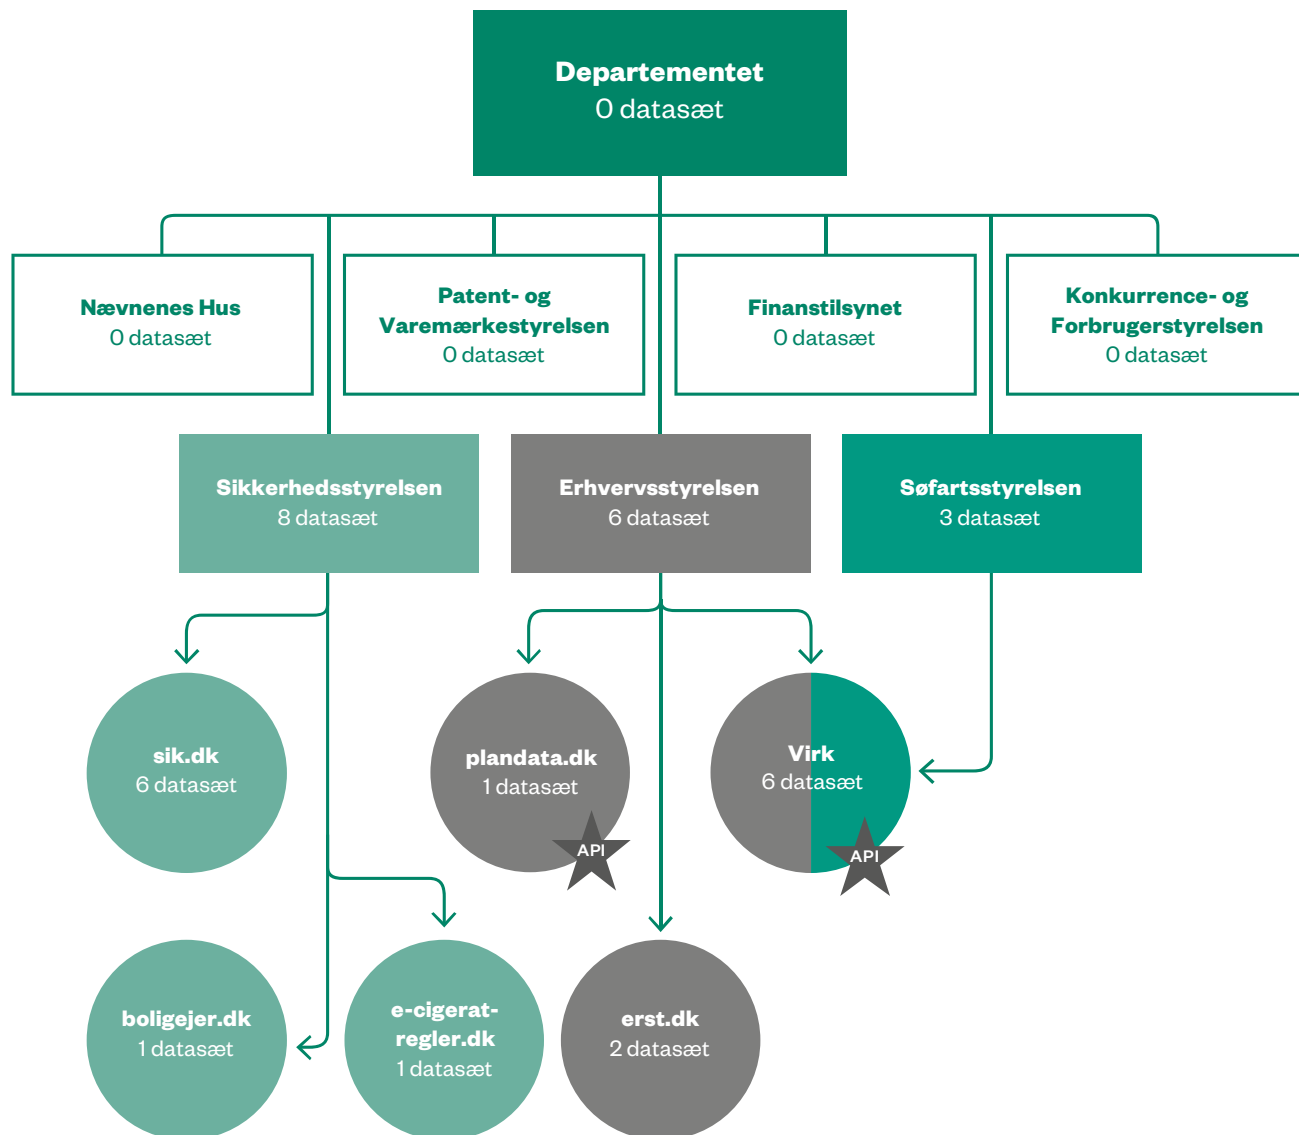 Departementet
0 datasæt
Nævnenes Hus
0 datasæt
Patent- og
Varemærkestyrelsen
0 datasæt
Finanstilsynet
0 datasæt
Konkurrence- og
Forbrugerstyrelsen
0 datasæt
Sikkerhedsstyrelsen
8 datasæt
Erhvervsstyrelsen
6 datasæt
Søfartsstyrelsen
3 datasæt
sik.dk
6 datasæt
plandata.dk
1 datasæt
API
Virk
6 datasæt
API
boligejer.dk
1 datasæt
e-cigerat-
regler.dk
1 datasæt
erst.dk
2 datasæt